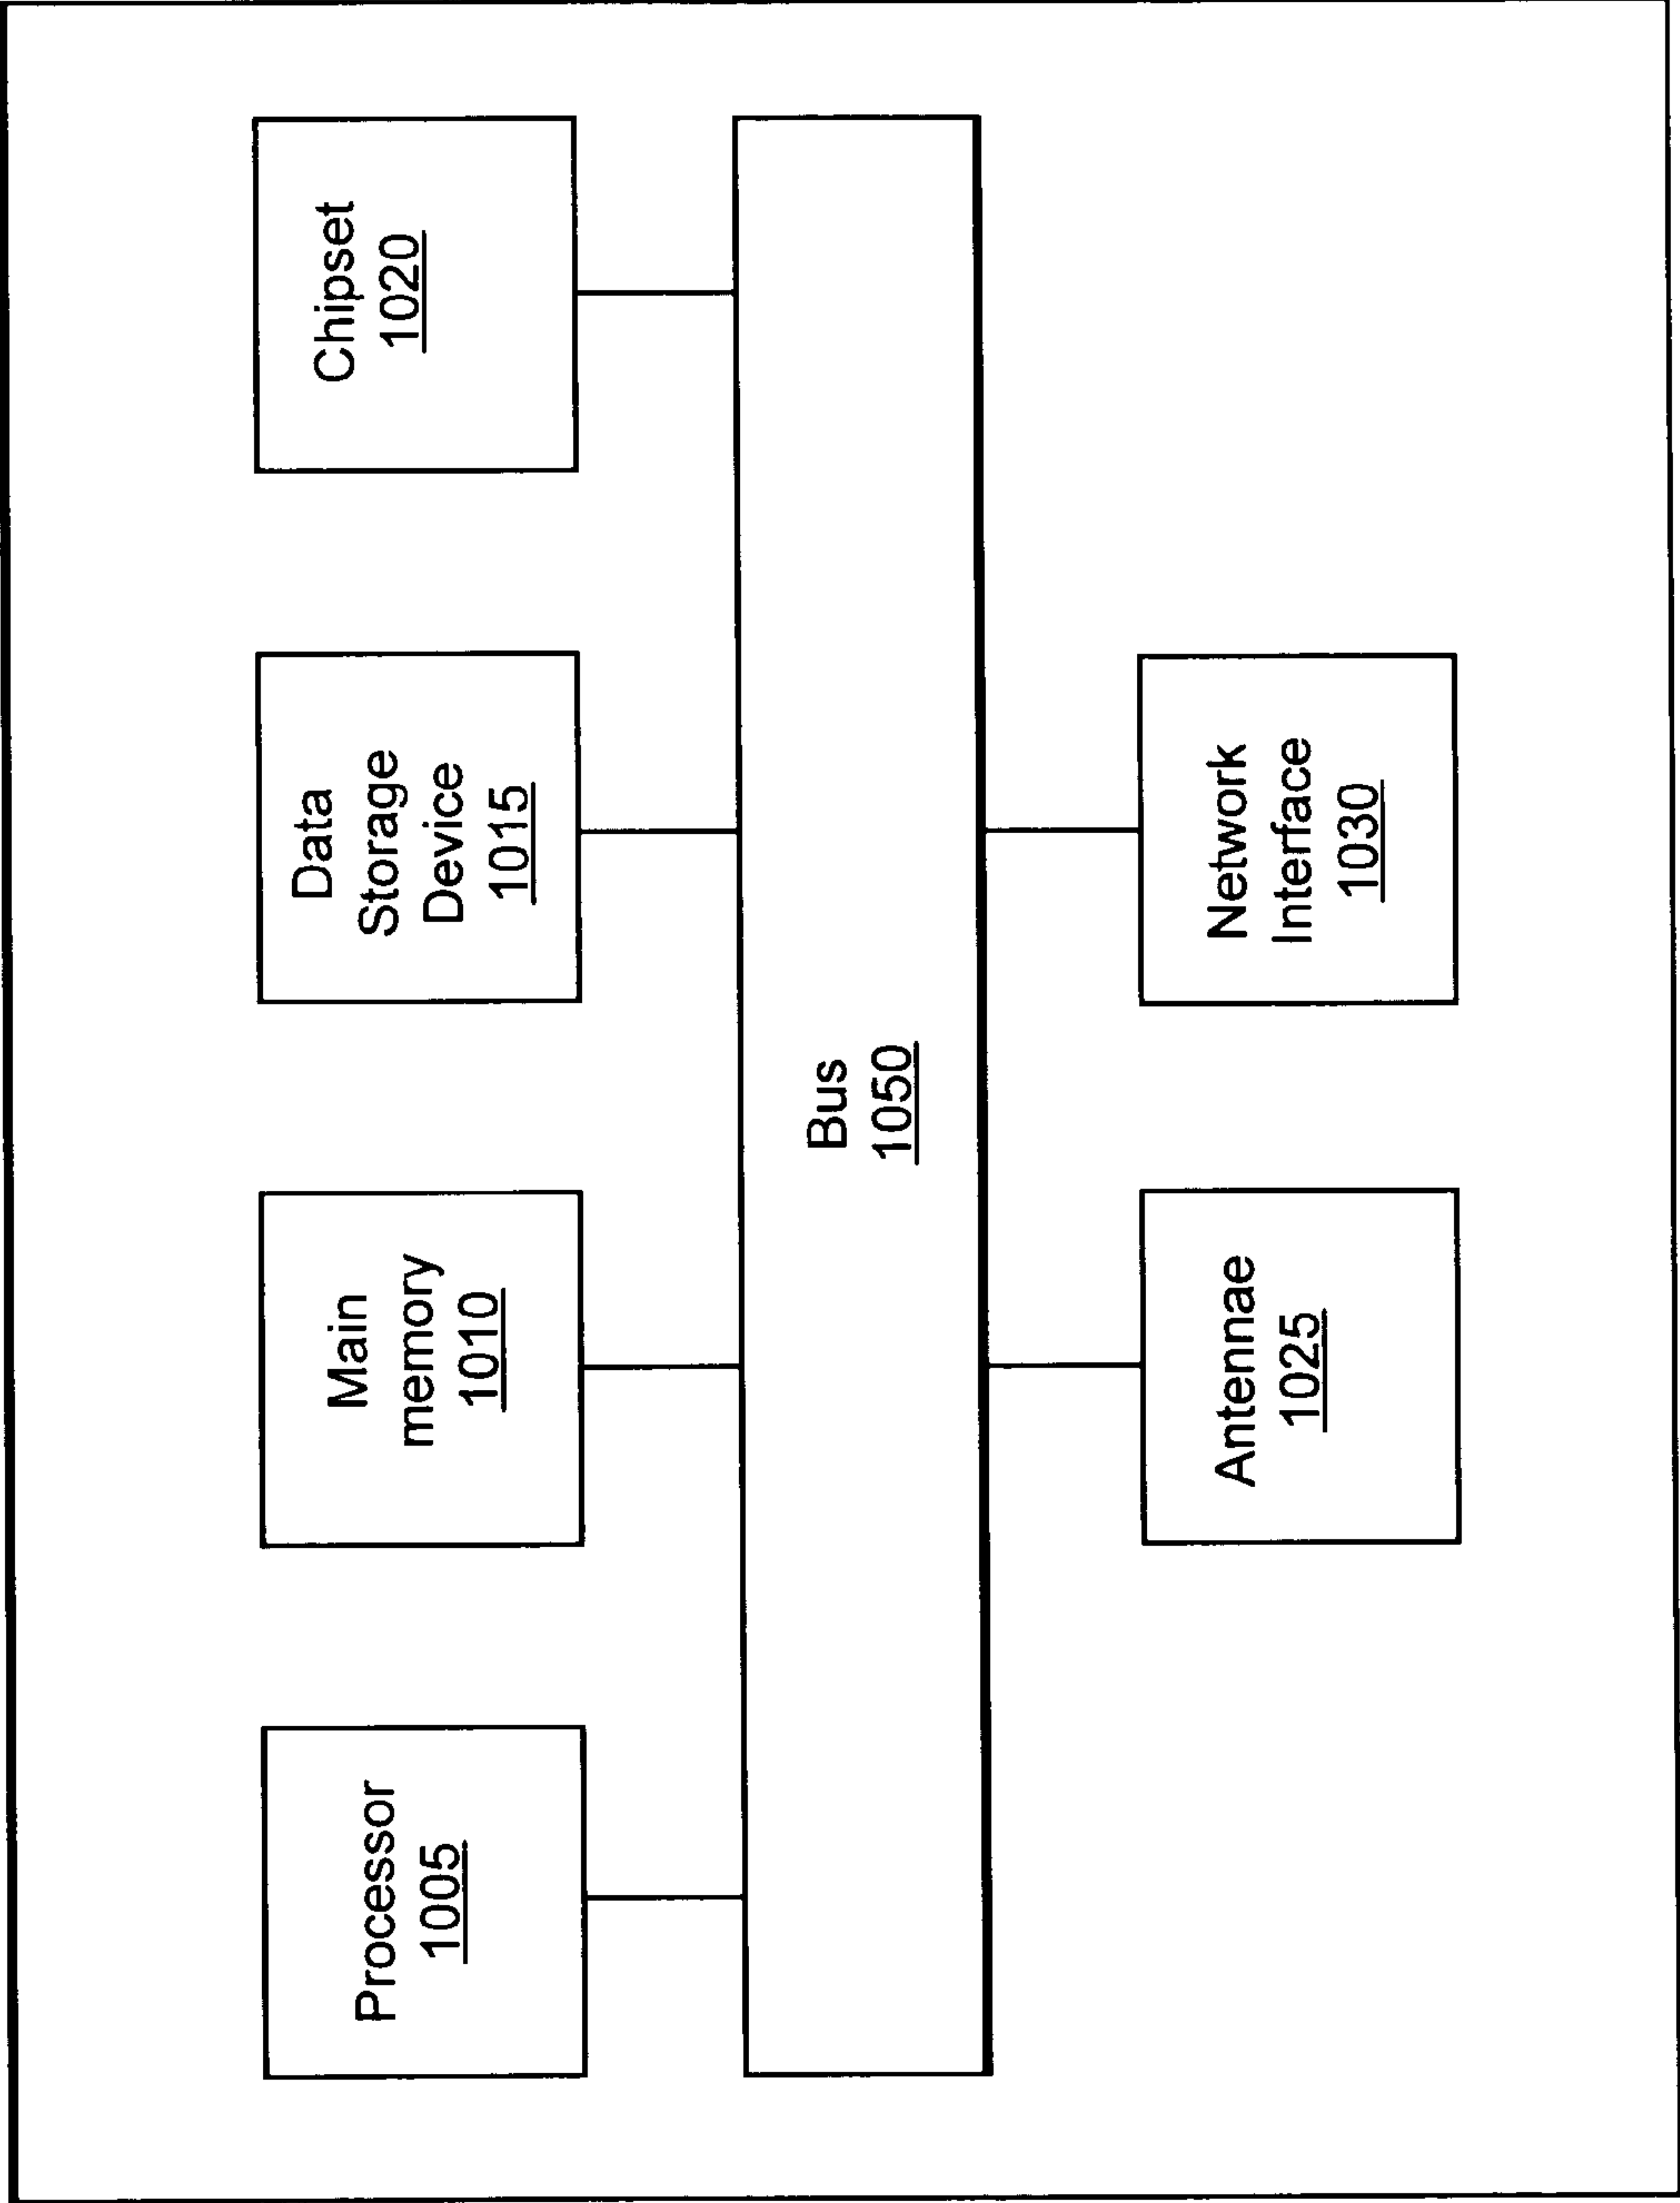 Processor
1005
Main
memory
1010
Data
Storage
Device
1015
Chipset
1020
Bus
1050
Antennae
1025
Network
Interface
1030